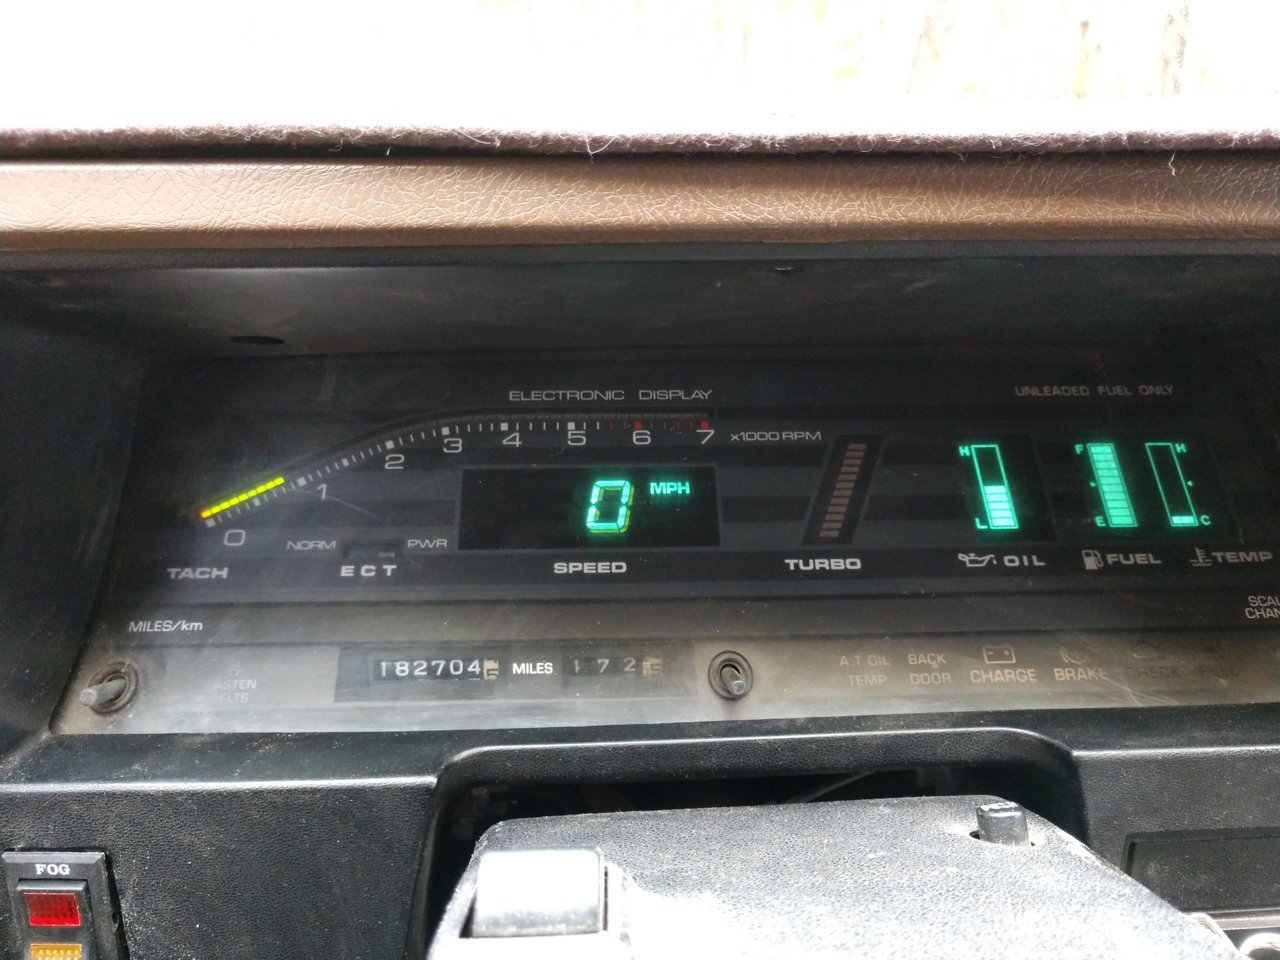 ELECTRONIC DISPLAY
UNLEADED FUEL ONLY
0 1 2 3 4 5 6 7 x1000 RPM
0 MPH
H
L
F
E
H
C
NORM PWR
TACH
ECT
SPEED
TURBO
OIL
FUEL
TEMP
MILES/km
182704 MILES 172
A T OIL
TEMP
BACK
DOOR
CHARGE
BRAKE
FOG